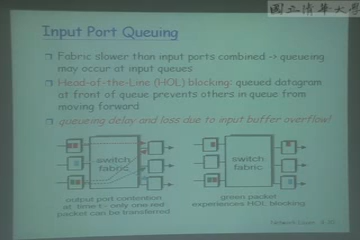 國立清華大學
Input Port Queuing
Fabric slower than input ports combined -> queueing
may occur at input queues
Head-of-the-Line (HOL) blocking: queued datagram
at front of queue prevents others in queue from
moving forward
queueing delay and loss due to input buffer overflow!
switch
fabric
switch
fabric
output port contention
at time t - only one red
packet can be transferred
green packet
experiences HOL blocking
Network Layer